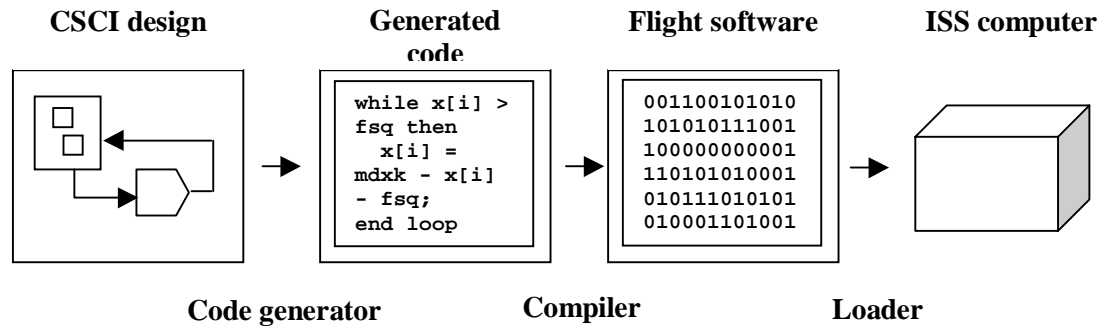 CSCI design
Generated
code
Flight software
ISS computer
while x[i] >
fsq then
x[i] =
mdxk - x[i]
- fsq;
end loop
001100101010
101010111001
100000000001
110101010001
010111010101
010001101001
Code generator
Compiler
Loader